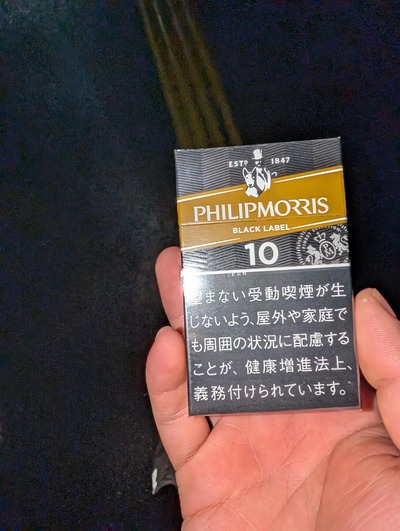 ESTD 1847
PHILIP MORRIS
BLACK LABEL
10
望まない受動喫煙が生
じないよう、屋外や家庭で
も周囲の状況に配慮する
ことが、健康増進法上、
義務付けられています。